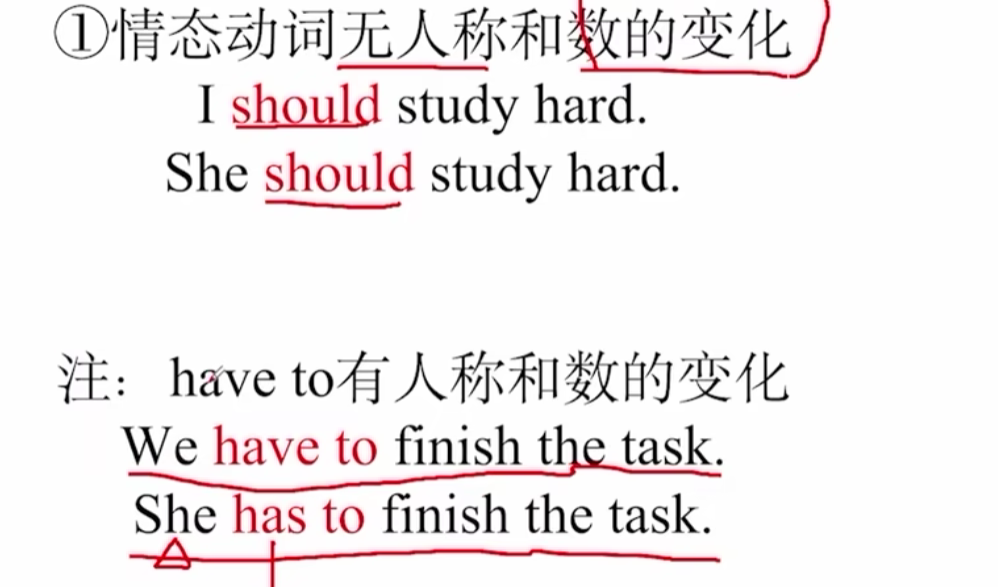 ①情态动词无人称和数的变化
I should study hard.
She should study hard.
注： have to有人称和数的变化
We have to finish the task.
She has to finish the task.